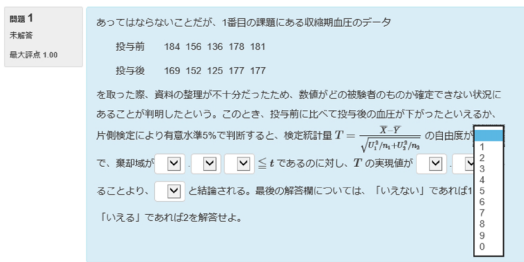 問題 1
未解答
最大評点 1.00
あってはならないことだが、1番目の課題にある収縮期血圧のデータ
投与前 184 156 136 178 181
投与後 169 152 125 177 177
を取った際、資料の整理が不十分だったため、数値がどの被験者のものか確定できない状況に
あることが判明したという。このとき、投与前に比べて投与後の血圧が下がったといえるか、
片側検定により有意水準5%で判断すると、検定統計量 T = (X̄−Ȳ)/√(U₁²/n₁+U₂²/n₂) の自由度が
で、棄却域が . ≦ t であるのに対し、T の実現値が .
ることより、 と結論される。最後の解答欄については、「いえない」であれば1
「いえる」であれば2を解答せよ。
1
2
3
4
5
6
7
8
9
0